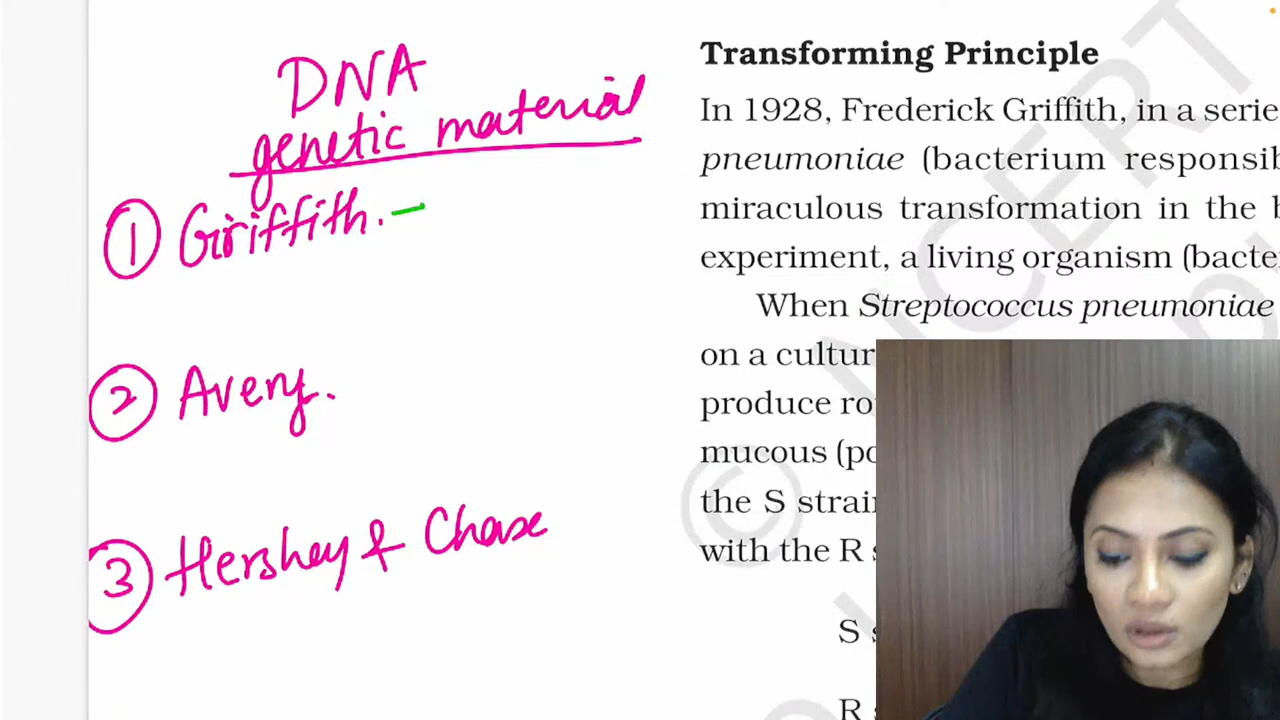 DNA
genetic material
1 Griffith. -
2 Avery.
3 Hershey & Chase
Transforming Principle
In 1928, Frederick Griffith, in a serie
pneumoniae (bacterium responsib
miraculous transformation in the b
experiment, a living organism (bacte
When Streptococcus pneumoniae
on a cultur
produce ro
mucous (po
the S strain
with the R s
S s
R s
© NCERT